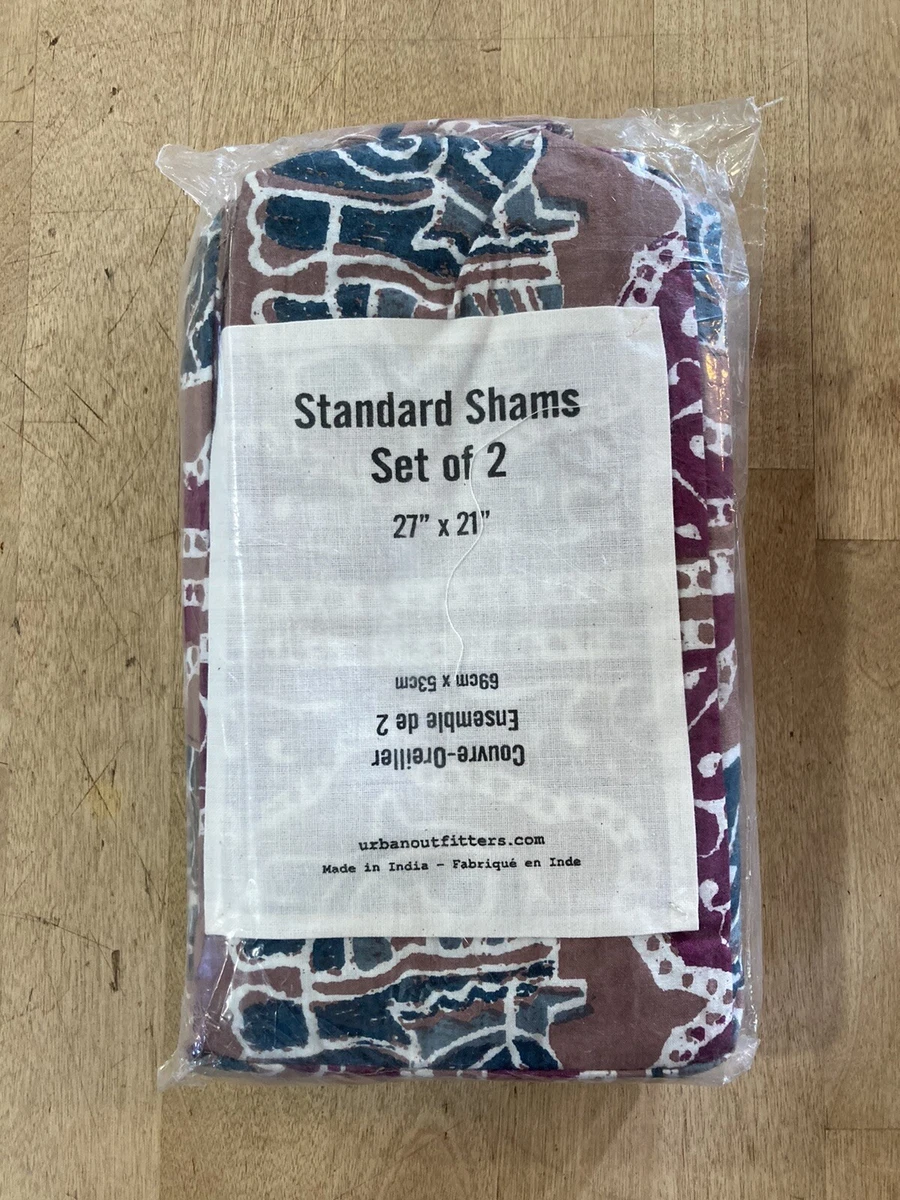 Standard Shams
Set of 2
27” x 21”
Couvre-Oreiller
Ensemble de 2
69cm x 53cm
urbanoutfitters.com
Made in India – Fabriqué en Inde